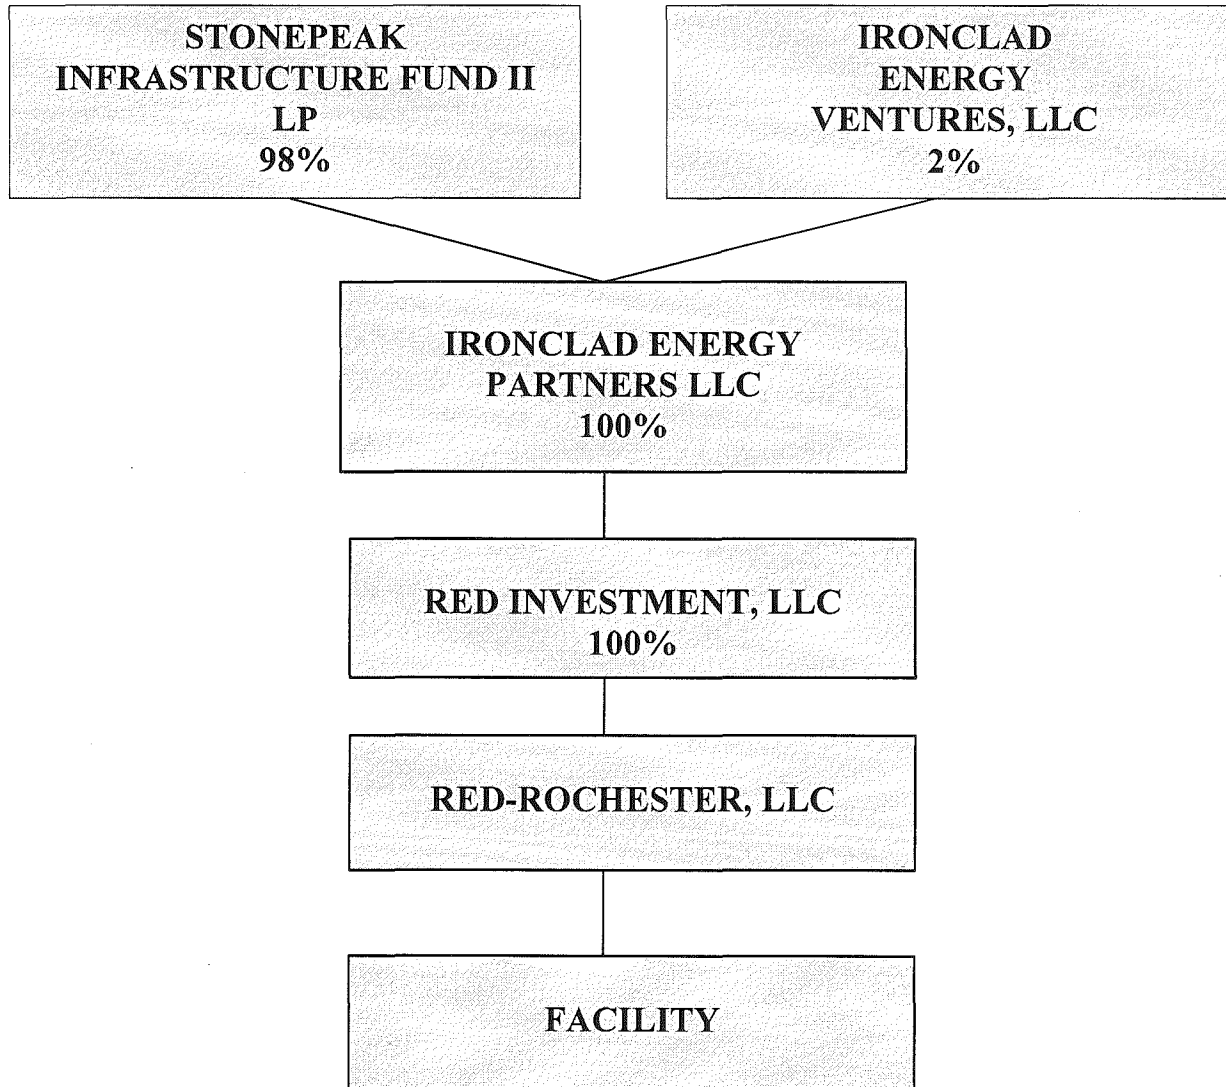 STONEPEAK
INFRASTRUCTURE FUND II
LP
98%
IRONCLAD
ENERGY
VENTURES, LLC
2%
IRONCLAD ENERGY
PARTNERS LLC
100%
RED INVESTMENT, LLC
100%
RED-ROCHESTER, LLC
FACILITY